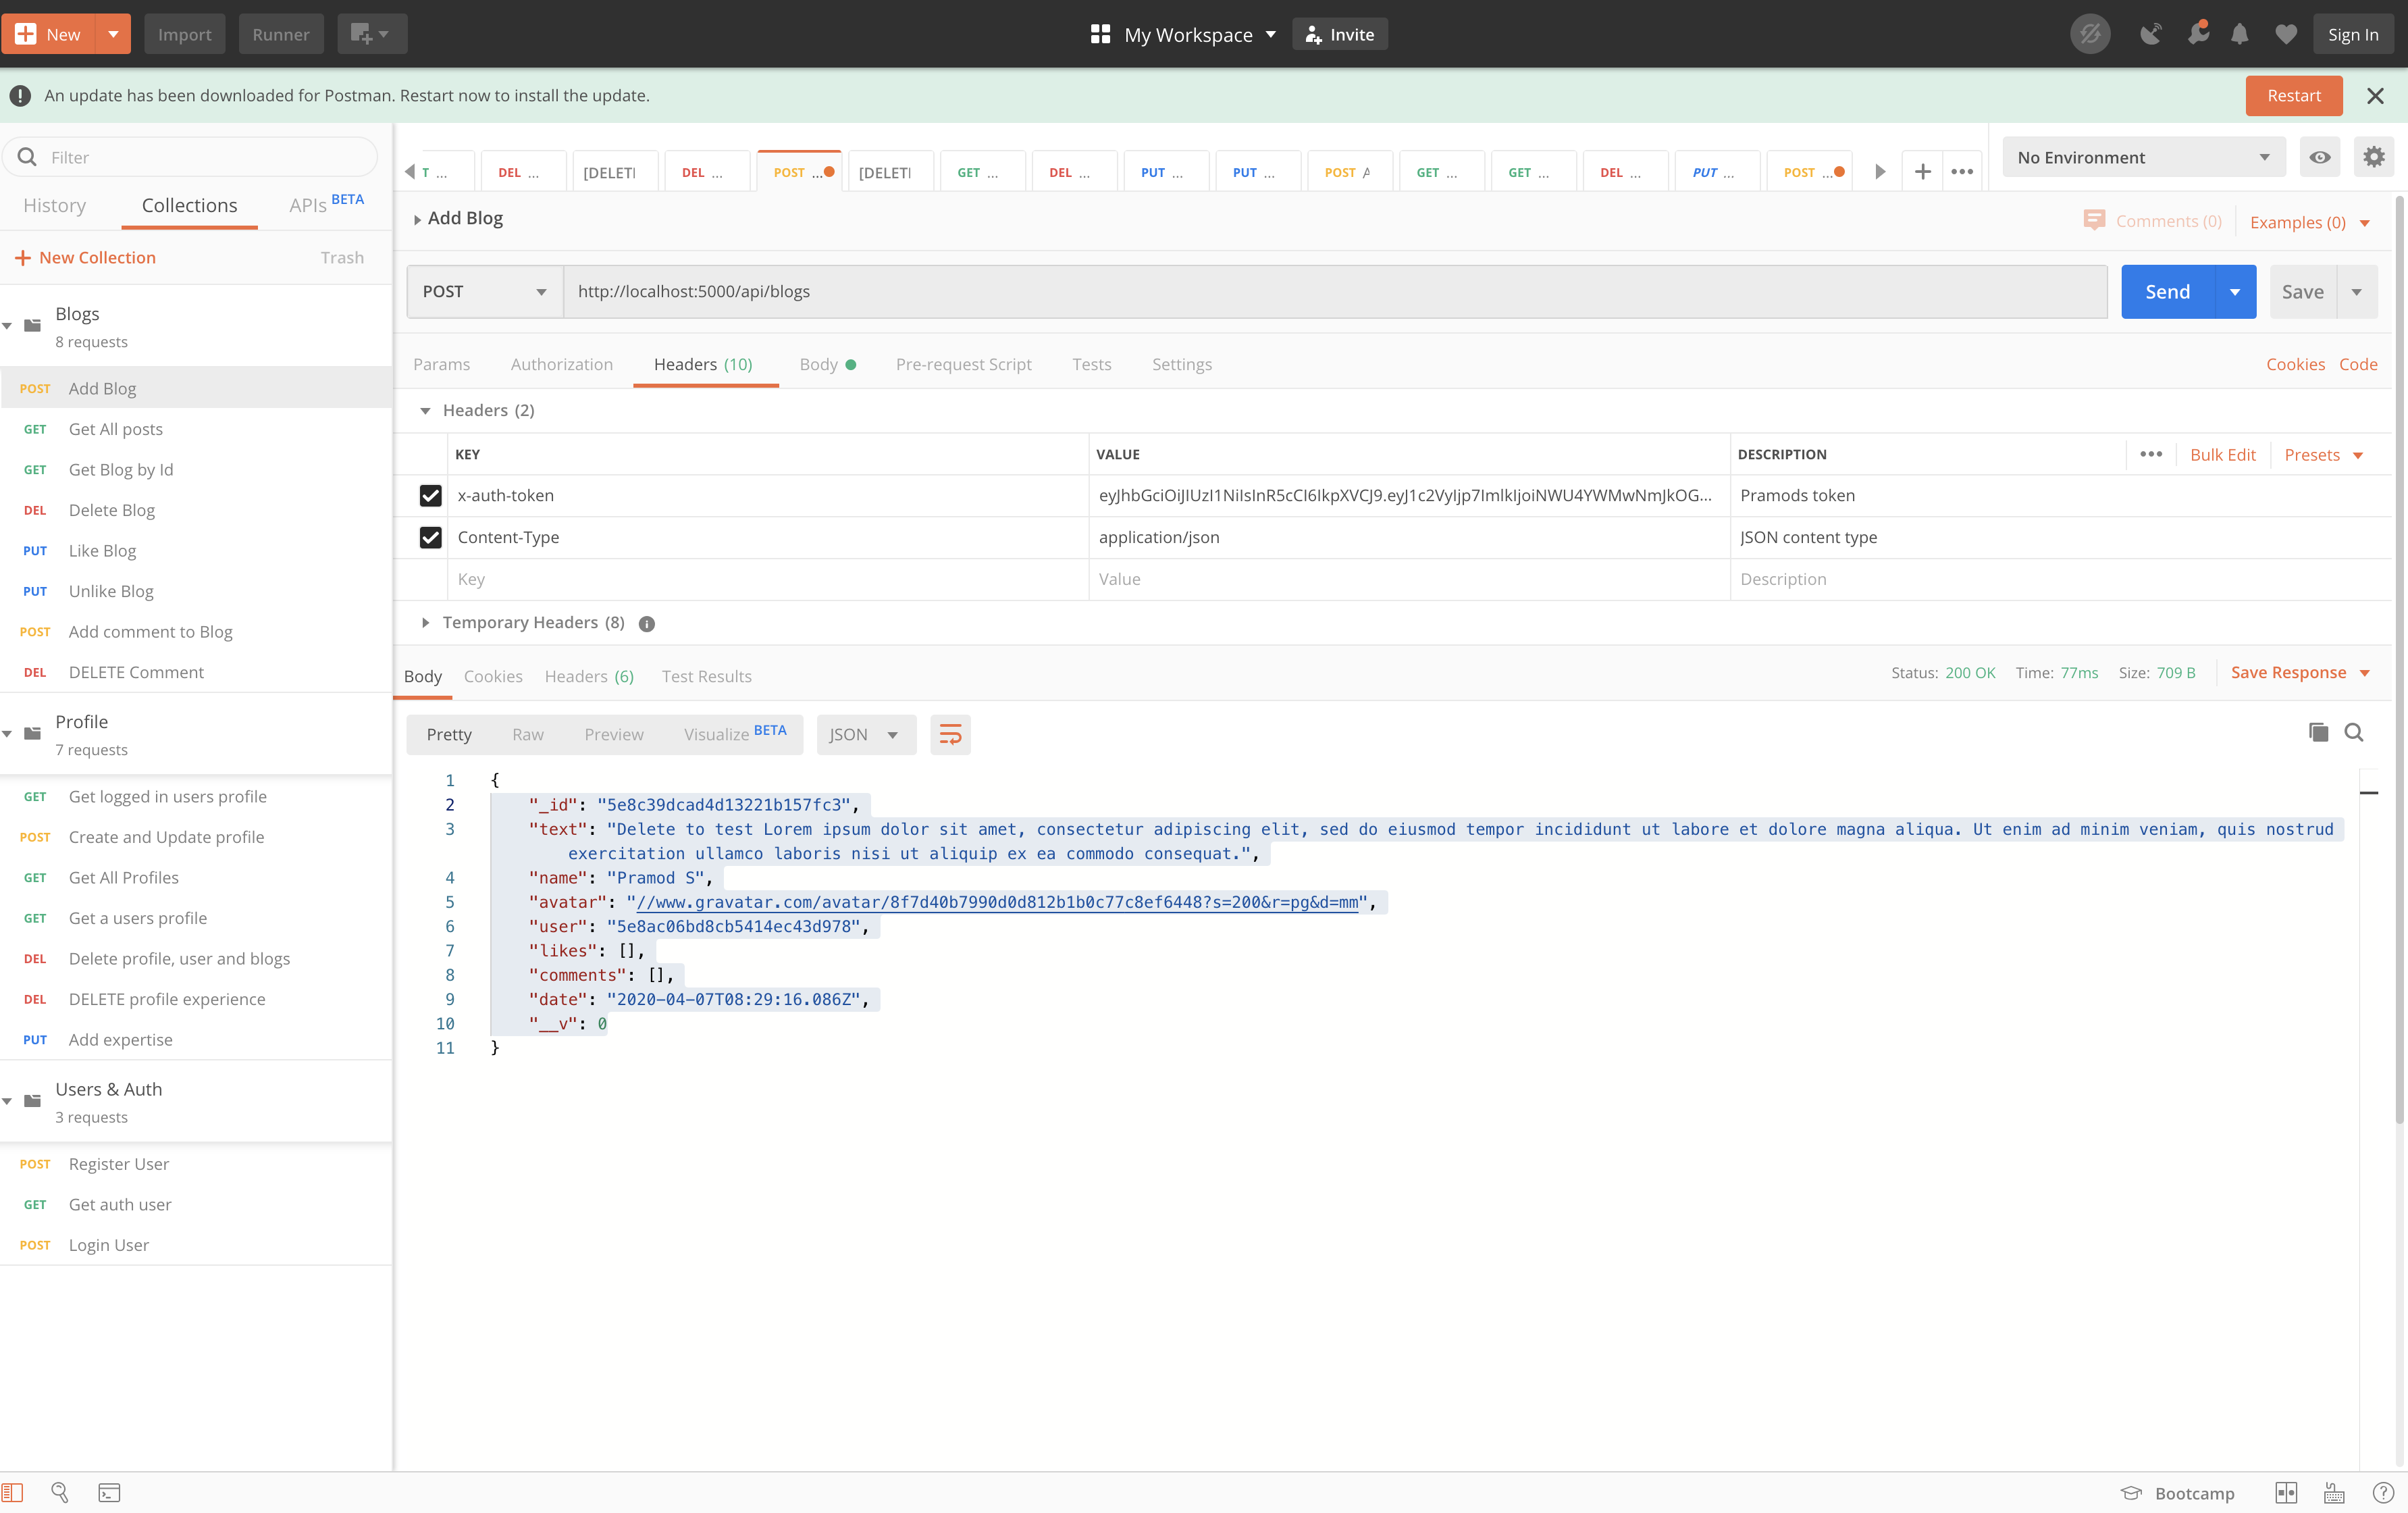 New
Import
Runner
My Workspace
Invite
Sign In
An update has been downloaded for Postman. Restart now to install the update.
Restart
Filter
History
Collections
APIs BETA
New Collection
Trash
Blogs
8 requests
POST Add Blog
GET Get All posts
GET Get Blog by Id
DEL Delete Blog
PUT Like Blog
PUT Unlike Blog
POST Add comment to Blog
DEL DELETE Comment
Profile
7 requests
GET Get logged in users profile
POST Create and Update profile
GET Get All Profiles
GET Get a users profile
DEL Delete profile, user and blogs
DEL DELETE profile experience
PUT Add expertise
Users & Auth
3 requests
POST Register User
GET Get auth user
POST Login User
T ... DEL ... [DELETI DEL ... POST ... [DELETI GET ... DEL ... PUT ... PUT ... POST A GET ... GET ... DEL ... PUT ... POST ...
No Environment
Add Blog
Comments (0)
Examples (0)
POST
http://localhost:5000/api/blogs
Send
Save
Params Authorization Headers (10) Body Pre-request Script Tests Settings
Cookies Code
Headers (2)
KEY VALUE DESCRIPTION
Bulk Edit Presets
x-auth-token eyJhbGciOiJIUzI1NiIsInR5cCI6IkpXVCJ9.eyJ1c2VyIjp7ImlkIjoiNWU4YWMwNmJkOG... Pramods token
Content-Type application/json JSON content type
Key Value Description
Temporary Headers (8)
Body Cookies Headers (6) Test Results
Status: 200 OK Time: 77ms Size: 709 B
Save Response
Pretty Raw Preview Visualize BETA
JSON
1 {
2 "_id": "5e8c39dcad4d13221b157fc3",
3 "text": "Delete to test Lorem ipsum dolor sit amet, consectetur adipiscing elit, sed do eiusmod tempor incididunt ut labore et dolore magna aliqua. Ut enim ad minim veniam, quis nostrud
exercitation ullamco laboris nisi ut aliquip ex ea commodo consequat.",
4 "name": "Pramod S",
5 "avatar": "//www.gravatar.com/avatar/8f7d40b7990d0d812b1b0c77c8ef6448?s=200&r=pg&d=mm",
6 "user": "5e8ac06bd8cb5414ec43d978",
7 "likes": [],
8 "comments": [],
9 "date": "2020-04-07T08:29:16.086Z",
10 "__v": 0
11 }
Bootcamp